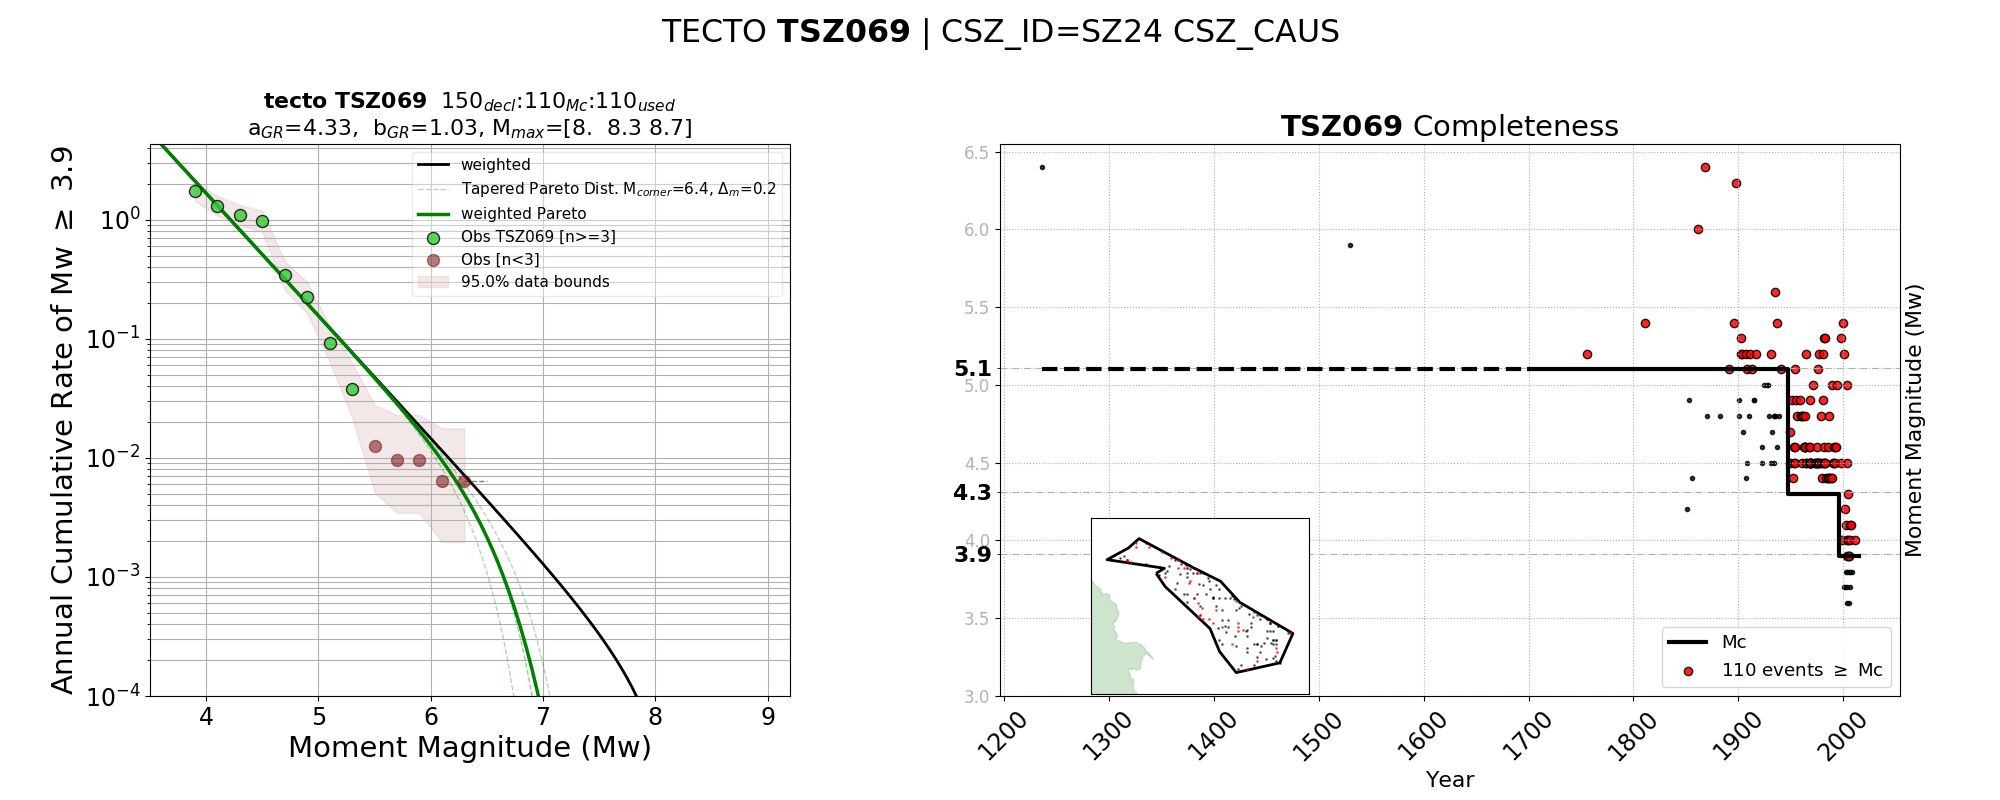 TECTO TSZ069 | CSZ_ID=SZ24 CSZ_CAUS
tecto TSZ069 150decl:110Mc:110used
aGR=4.33, bGR=1.03, Mmax=[8. 8.3 8.7]
Annual Cumulative Rate of Mw ≥ 3.9
10^0
10^−1
10^−2
10^−3
10^−4
weighted
Tapered Pareto Dist. Mcorner=6.4, Δm=0.2
weighted Pareto
Obs TSZ069 [n>=3]
Obs [n<3]
95.0% data bounds
4 5 6 7 8 9
Moment Magnitude (Mw)
TSZ069 Completeness
6.5
6.0
5.5
5.1
5.0
4.5
4.3
4.0
3.9
3.5
3.0
Moment Magnitude (Mw)
Mc
110 events ≥ Mc
1200 1300 1400 1500 1600 1700 1800 1900 2000
Year